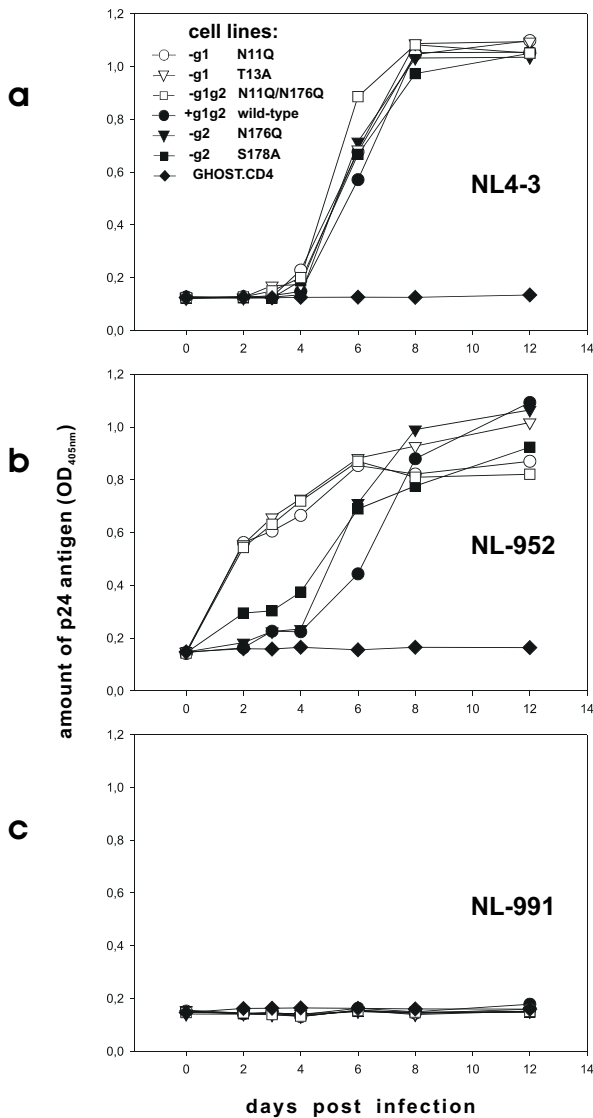 a
cell lines:
-g1 N11Q
-g1 T13A
-g1g2 N11Q/N176Q
+g1g2 wild-type
-g2 N176Q
-g2 S178A
GHOST.CD4
NL4-3
1,2
1,0
0,8
0,6
0,4
0,2
0,0
0 2 4 6 8 10 12 14
b
NL-952
1,2
1,0
0,8
0,6
0,4
0,2
0,0
0 2 4 6 8 10 12 14
amount of p24 antigen (OD405nm)
c
NL-991
1,2
1,0
0,8
0,6
0,4
0,2
0,0
0 2 4 6 8 10 12 14
days post infection